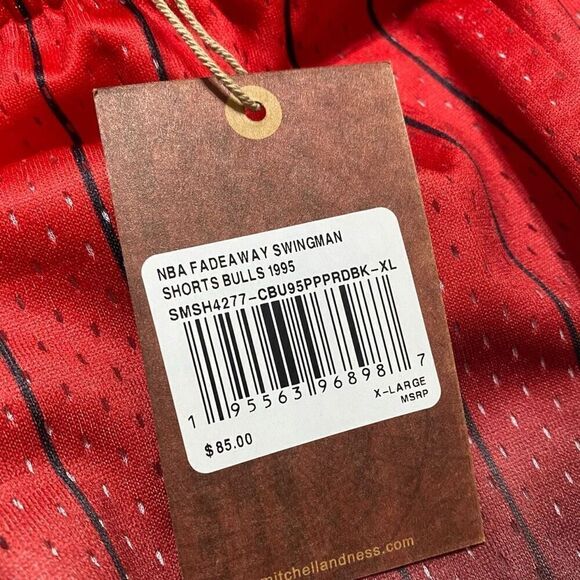 NBA FADEAWAY SWINGMAN
SHORTS BULLS 1995
SMSH4277-CBU95PPPRDBK-XL
1 95563 96898 7
X-LARGE
$85.00 MSRP
mitchellandness.com